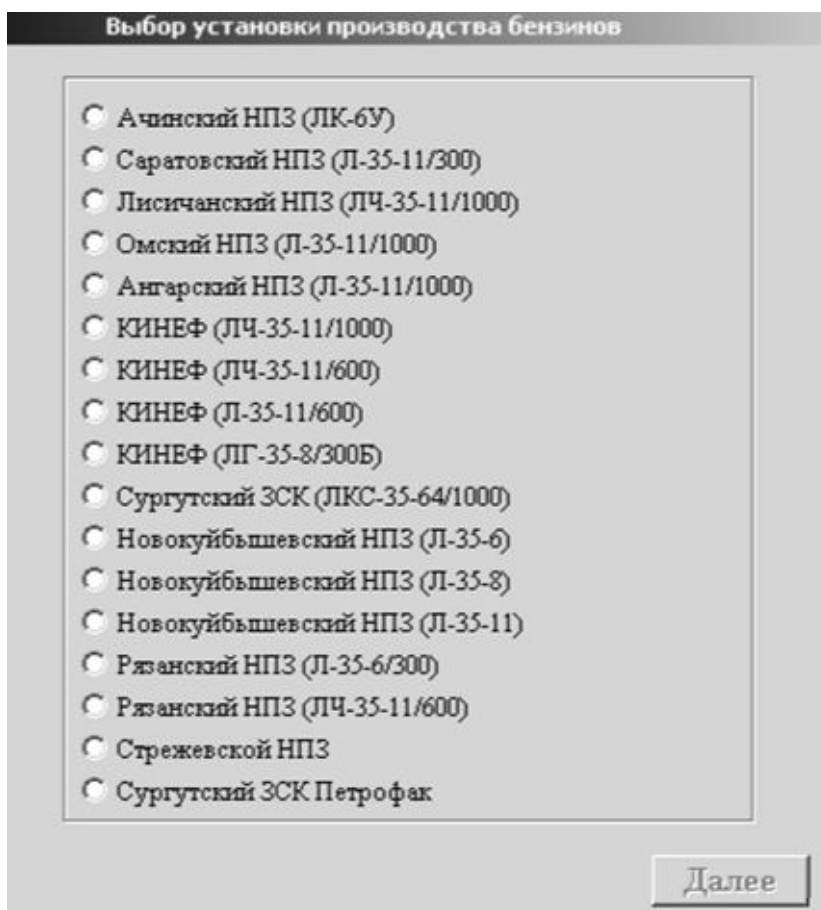 Выбор установки производства бензинов
Ачинский НПЗ (ЛК-6У)
Саратовский НПЗ (Л-35-11/300)
Лисичанский НПЗ (ЛЧ-35-11/1000)
Омский НПЗ (Л-35-11/1000)
Ангарский НПЗ (Л-35-11/1000)
КИНЕФ (ЛЧ-35-11/1000)
КИНЕФ (ЛЧ-35-11/600)
КИНЕФ (Л-35-11/600)
КИНЕФ (ЛГ-35-8/300Б)
Сургутский ЗСК (ЛКС-35-64/1000)
Новокуйбышевский НПЗ (Л-35-6)
Новокуйбышевский НПЗ (Л-35-8)
Новокуйбышевский НПЗ (Л-35-11)
Рязанский НПЗ (Л-35-6/300)
Рязанский НПЗ (ЛЧ-35-11/600)
Стрежевской НПЗ
Сургутский ЗСК Петрофак
Далее